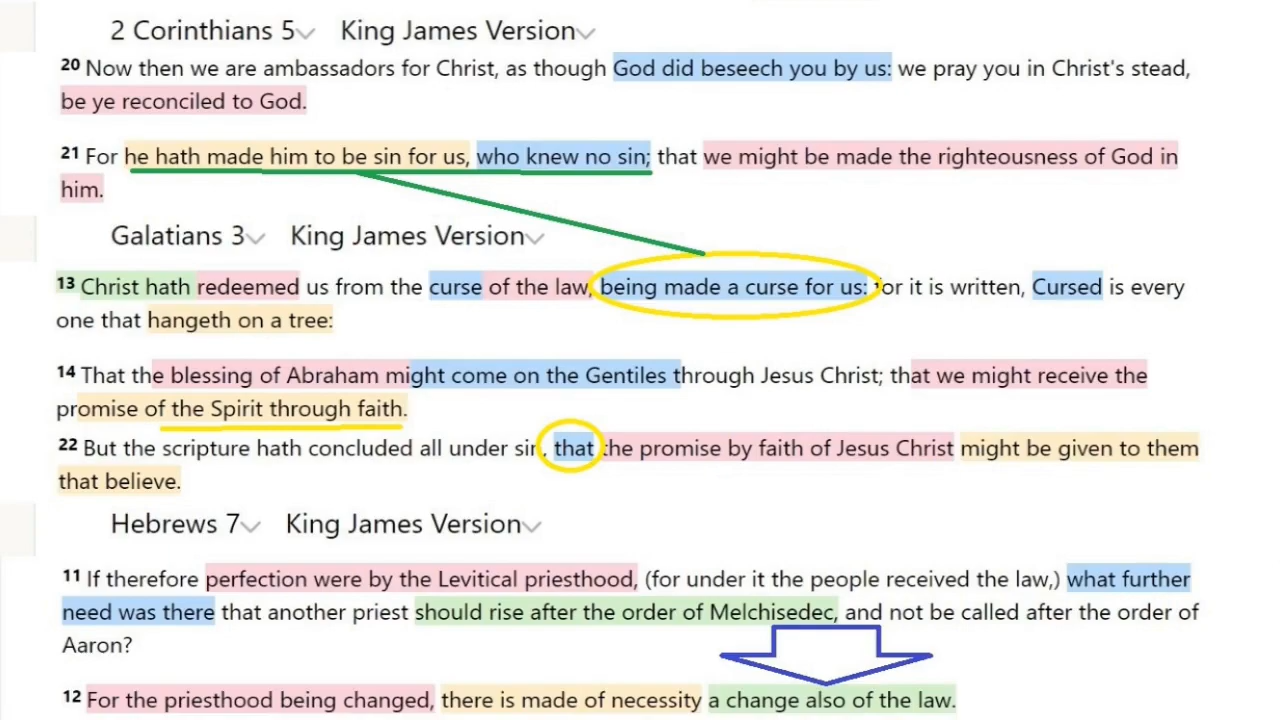 2 Corinthians 5 King James Version
20 Now then we are ambassadors for Christ, as though God did beseech you by us: we pray you in Christ's stead,
be ye reconciled to God.
21 For he hath made him to be sin for us, who knew no sin; that we might be made the righteousness of God in
him.
Galatians 3 King James Version
13 Christ hath redeemed us from the curse of the law, being made a curse for us: for it is written, Cursed is every
one that hangeth on a tree:
14 That the blessing of Abraham might come on the Gentiles through Jesus Christ; that we might receive the
promise of the Spirit through faith.
22 But the scripture hath concluded all under sin, that the promise by faith of Jesus Christ might be given to them
that believe.
Hebrews 7 King James Version
11 If therefore perfection were by the Levitical priesthood, (for under it the people received the law,) what further
need was there that another priest should rise after the order of Melchisedec, and not be called after the order of
Aaron?
12 For the priesthood being changed, there is made of necessity a change also of the law.